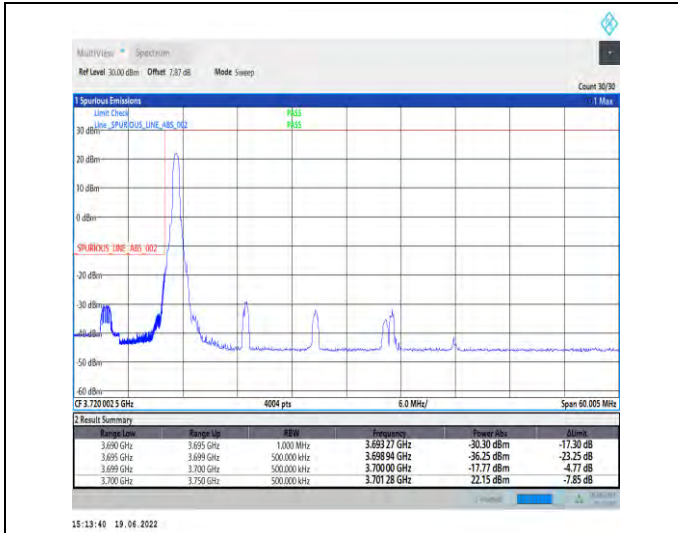 MultiView Spectrum
Ref Level 30.00 dBm Offset 7.87 dB Mode Sweep
Count 30/30
1 Spurious Emissions 1 Max
Limit Check PASS
Line _SPURIOUS_LINE_ABS_002 PASS
30 dBm
20 dBm
10 dBm
0 dBm
_SPURIOUS_LINE_ABS_002
-20 dBm
-30 dBm
-40 dBm
-50 dBm
-60 dBm
CF 3.720 002 5 GHz 4004 pts 6.0 MHz/ Span 60.005 MHz
2 Result Summary
Range Low Range Up RBW Frequency Power Abs ΔLimit
3.690 GHz 3.695 GHz 1.000 MHz 3.693 27 GHz -30.30 dBm -17.30 dB
3.695 GHz 3.699 GHz 500.000 kHz 3.698 94 GHz -36.25 dBm -23.25 dB
3.699 GHz 3.700 GHz 500.000 kHz 3.700 00 GHz -17.77 dBm -4.77 dB
3.700 GHz 3.750 GHz 500.000 kHz 3.701 28 GHz 22.15 dBm -7.85 dB
15:13:40 19.06.2022